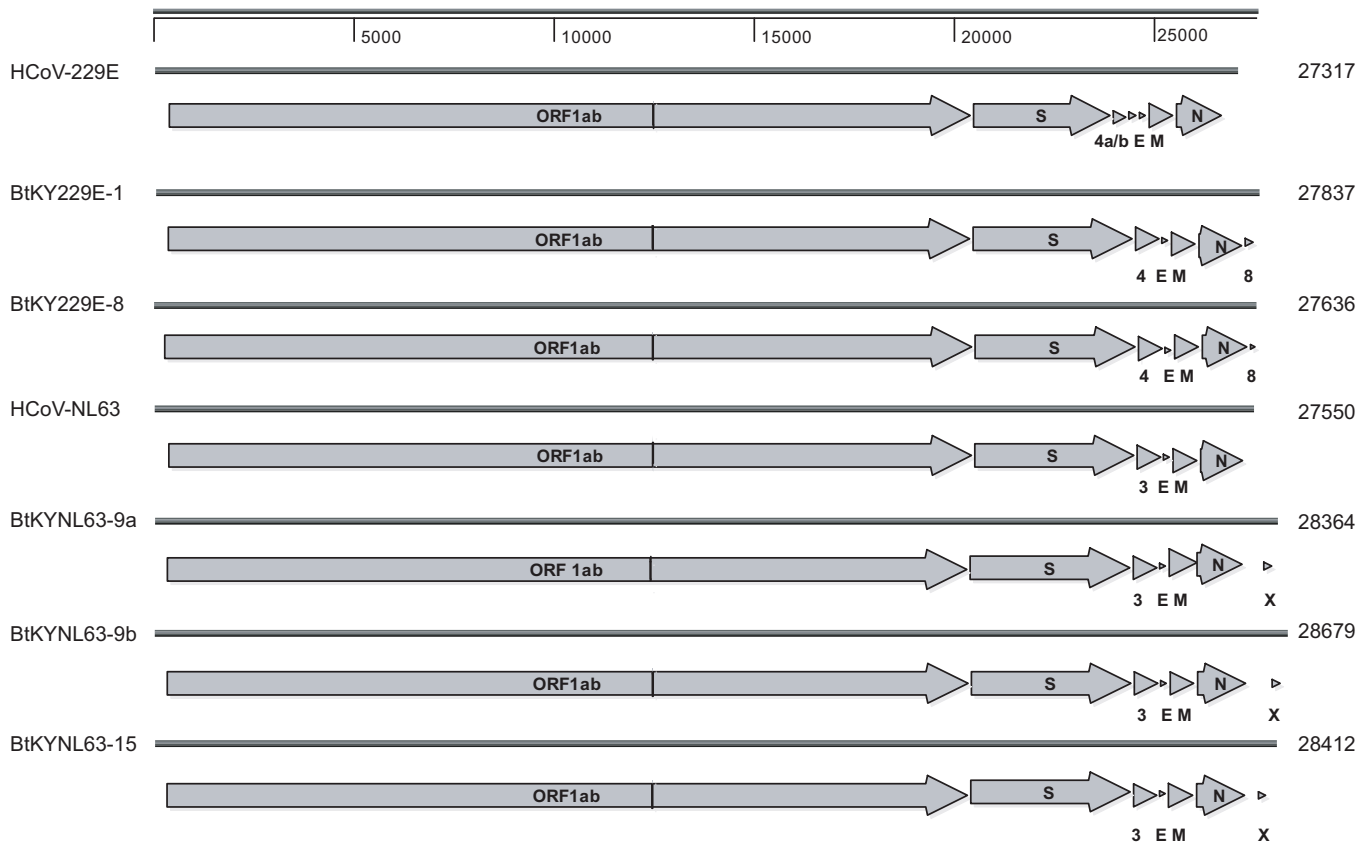 5000 10000 15000 20000 25000
HCoV-229E 27317
ORF1ab S N
4a/b E M
BtKY229E-1 27837
ORF1ab S N
4 E M 8
BtKY229E-8 27636
ORF1ab S N
4 E M 8
HCoV-NL63 27550
ORF1ab S N
3 E M
BtKYNL63-9a 28364
ORF 1ab S N
3 E M X
BtKYNL63-9b 28679
ORF1ab S N
3 E M X
BtKYNL63-15 28412
ORF1ab S N
3 E M X